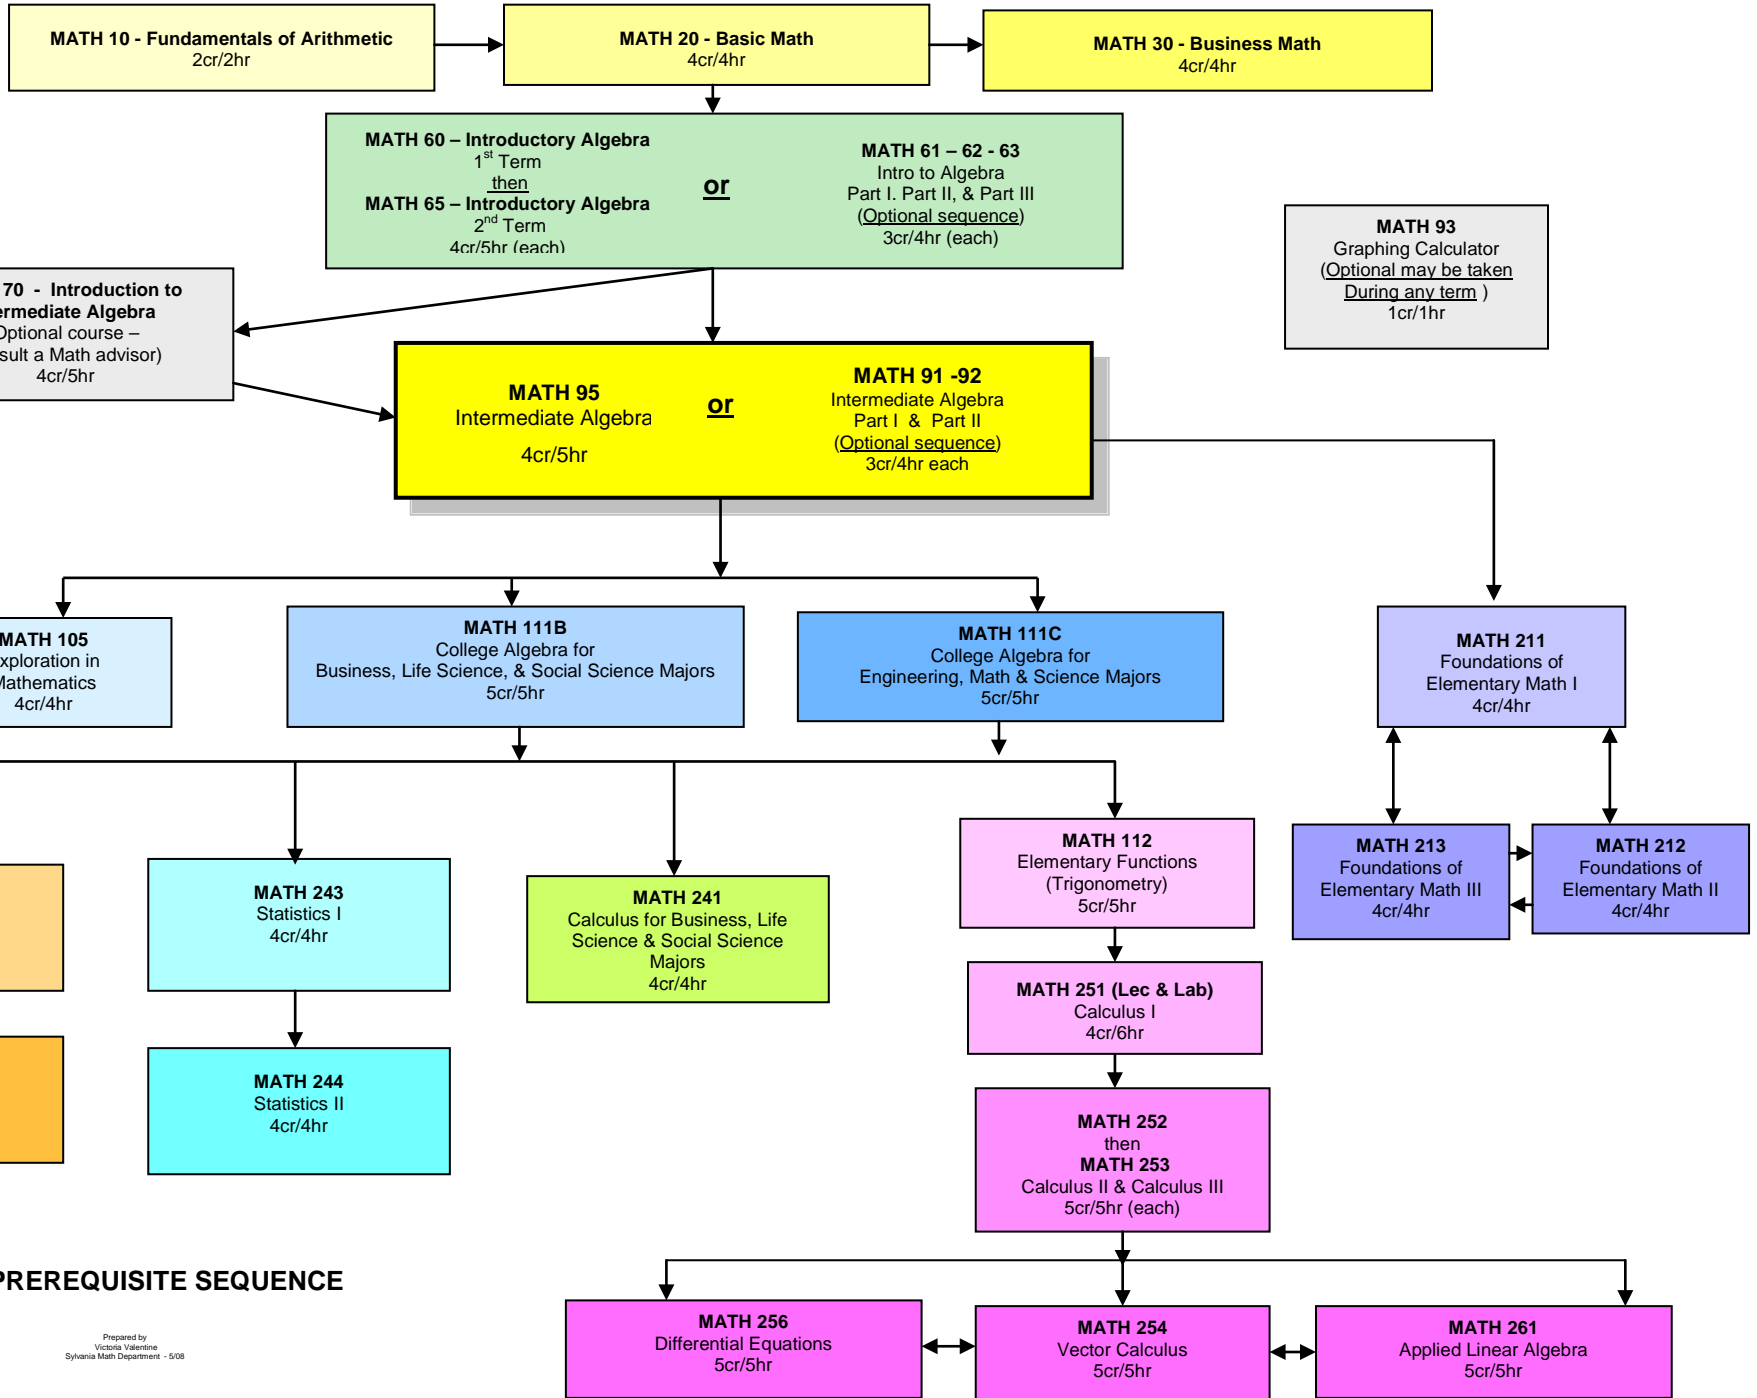 MATH 10 - Fundamentals of Arithmetic
2cr/2hr
MATH 20 - Basic Math
4cr/4hr
MATH 30 - Business Math
4cr/4hr
MATH 60 – Introductory Algebra
1st Term
then
MATH 65 – Introductory Algebra
2nd Term
4cr/5hr (each)
or
MATH 61 – 62 - 63
Intro to Algebra
Part I. Part II, & Part III
(Optional sequence)
3cr/4hr (each)
MATH 93
Graphing Calculator
(Optional may be taken
During any term )
1cr/1hr
70 - Introduction to
ermediate Algebra
Optional course –
sult a Math advisor)
4cr/5hr
MATH 95
Intermediate Algebra
4cr/5hr
or
MATH 91 -92
Intermediate Algebra
Part I & Part II
(Optional sequence)
3cr/4hr each
MATH 105
xploration in
Mathematics
4cr/4hr
MATH 111B
College Algebra for
Business, Life Science, & Social Science Majors
5cr/5hr
MATH 111C
College Algebra for
Engineering, Math & Science Majors
5cr/5hr
MATH 211
Foundations of
Elementary Math I
4cr/4hr
MATH 243
Statistics I
4cr/4hr
MATH 241
Calculus for Business, Life
Science & Social Science
Majors
4cr/4hr
MATH 112
Elementary Functions
(Trigonometry)
5cr/5hr
MATH 213
Foundations of
Elementary Math III
4cr/4hr
MATH 212
Foundations of
Elementary Math II
4cr/4hr
MATH 251 (Lec & Lab)
Calculus I
4cr/6hr
MATH 244
Statistics II
4cr/4hr
MATH 252
then
MATH 253
Calculus II & Calculus III
5cr/5hr (each)
PREREQUISITE SEQUENCE
Prepared by
Victoria Valentine
Sylvania Math Department - 5/08
MATH 256
Differential Equations
5cr/5hr
MATH 254
Vector Calculus
5cr/5hr
MATH 261
Applied Linear Algebra
5cr/5hr